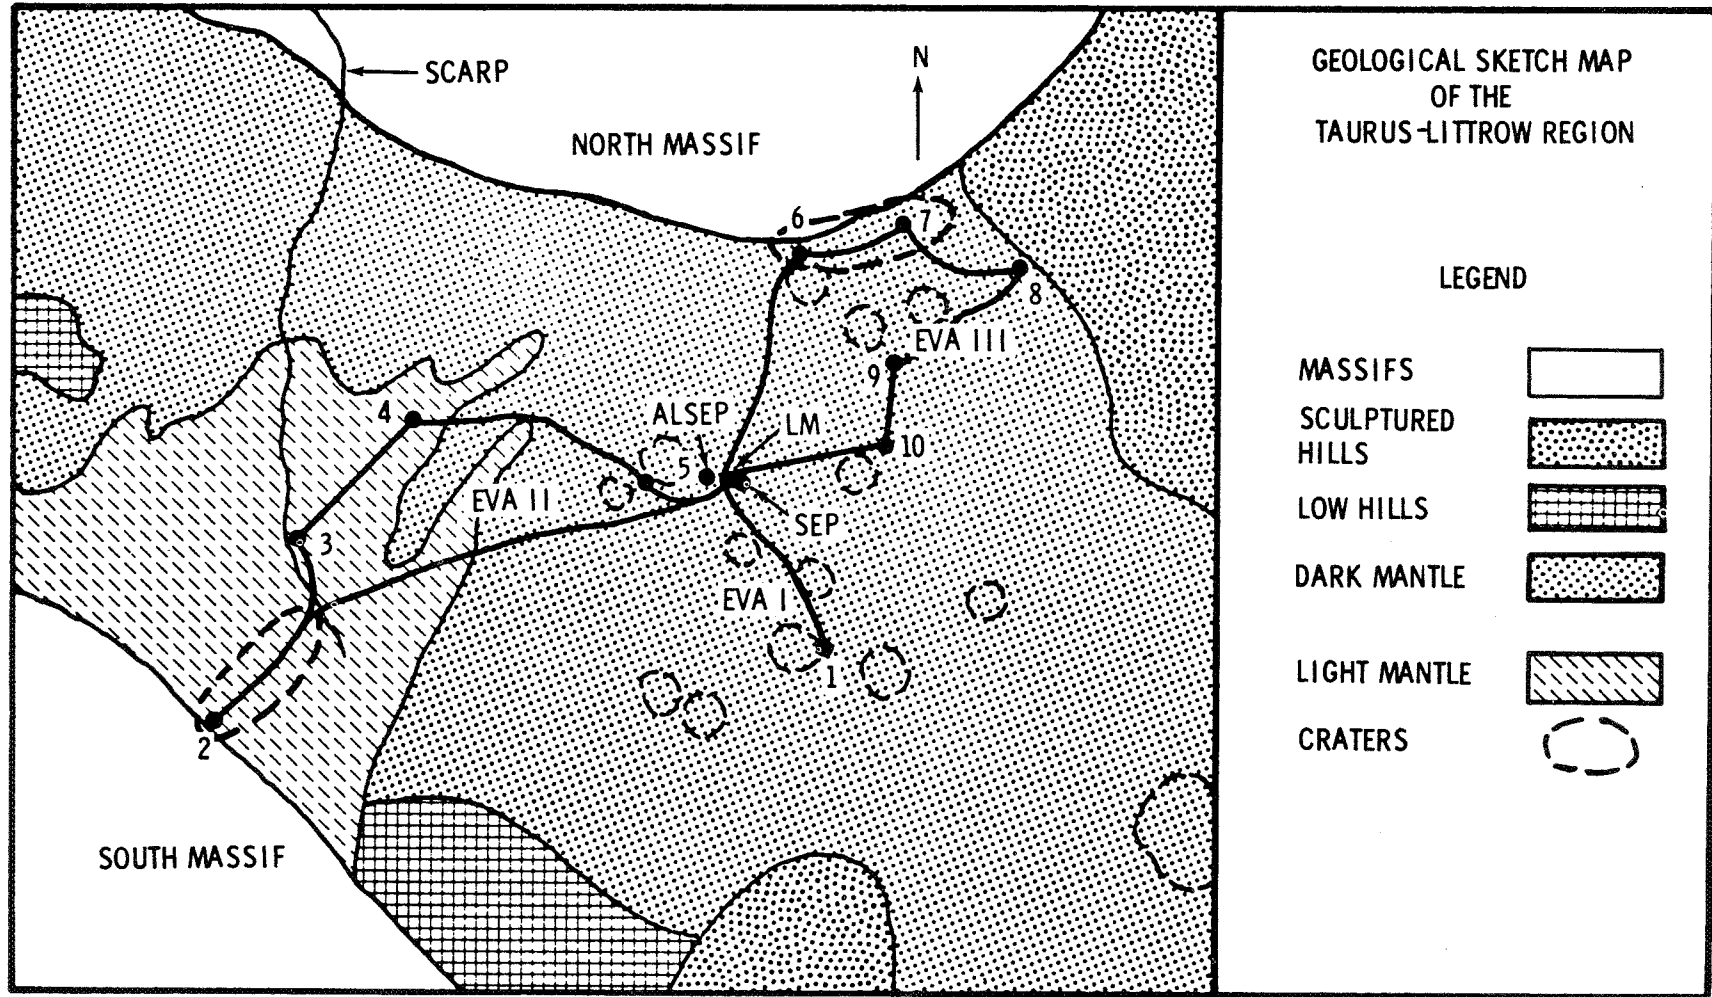 SCARP
N
NORTH MASSIF
6
7
8
EVA III
9
4
ALSEP
LM
5
10
EVA II
SEP
3
EVA I
1
2
SOUTH MASSIF
GEOLOGICAL SKETCH MAP
OF THE
TAURUS-LITTROW REGION
LEGEND
MASSIFS
SCULPTURED
HILLS
LOW HILLS
DARK MANTLE
LIGHT MANTLE
CRATERS